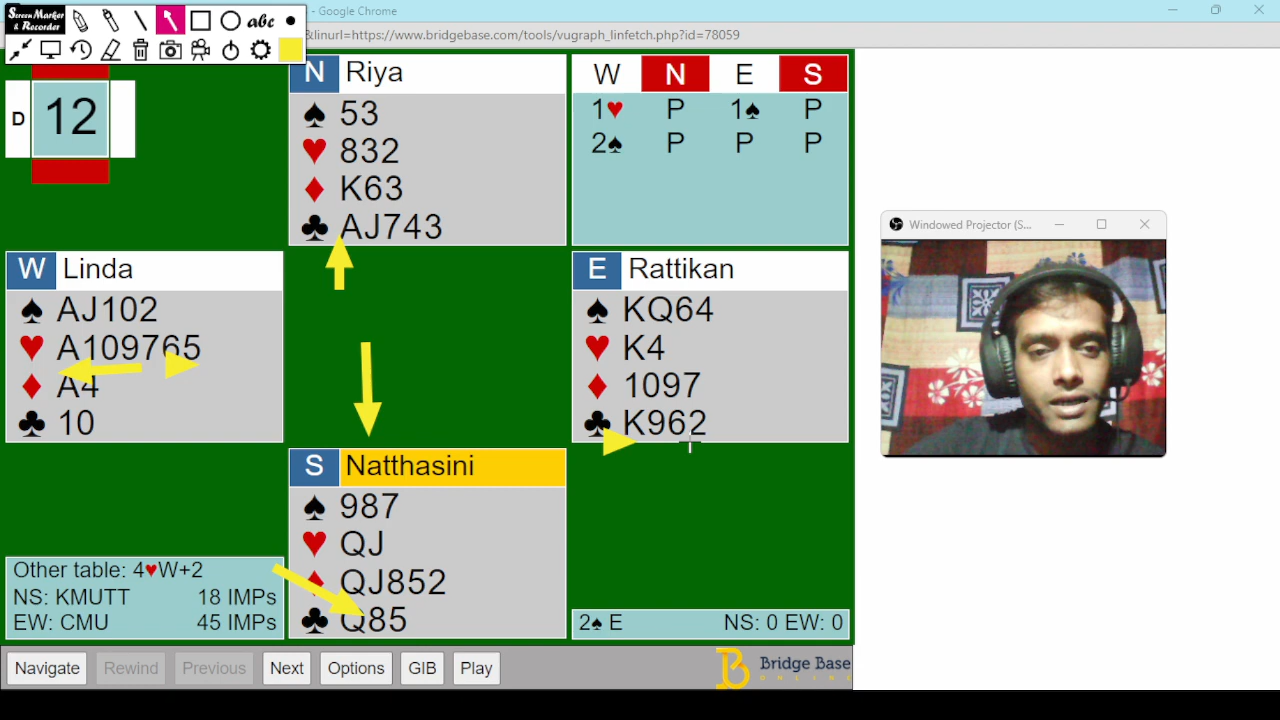 Screen Marker
& Recorder
abc
- Google Chrome
&linurl=https://www.bridgebase.com/tools/vugraph_linfetch.php?id=78059
D 12
N Riya
♠ 53
♥ 832
♦ K63
♣ AJ743
W N E S
1♥ P 1♠ P
2♠ P P P
W Linda
♠ AJ102
♥ A109765
♦ A4
♣ 10
E Rattikan
♠ KQ64
♥ K4
♦ 1097
♣ K962
Windowed Projector (S...
S Natthasini
♠ 987
♥ QJ
♦ QJ852
♣ Q85
Other table: 4♥W+2
NS: KMUTT 18 IMPs
EW: CMU 45 IMPs
2♠ E NS: 0 EW: 0
Navigate Rewind Previous Next Options GIB Play
Bridge Base
ONLINE